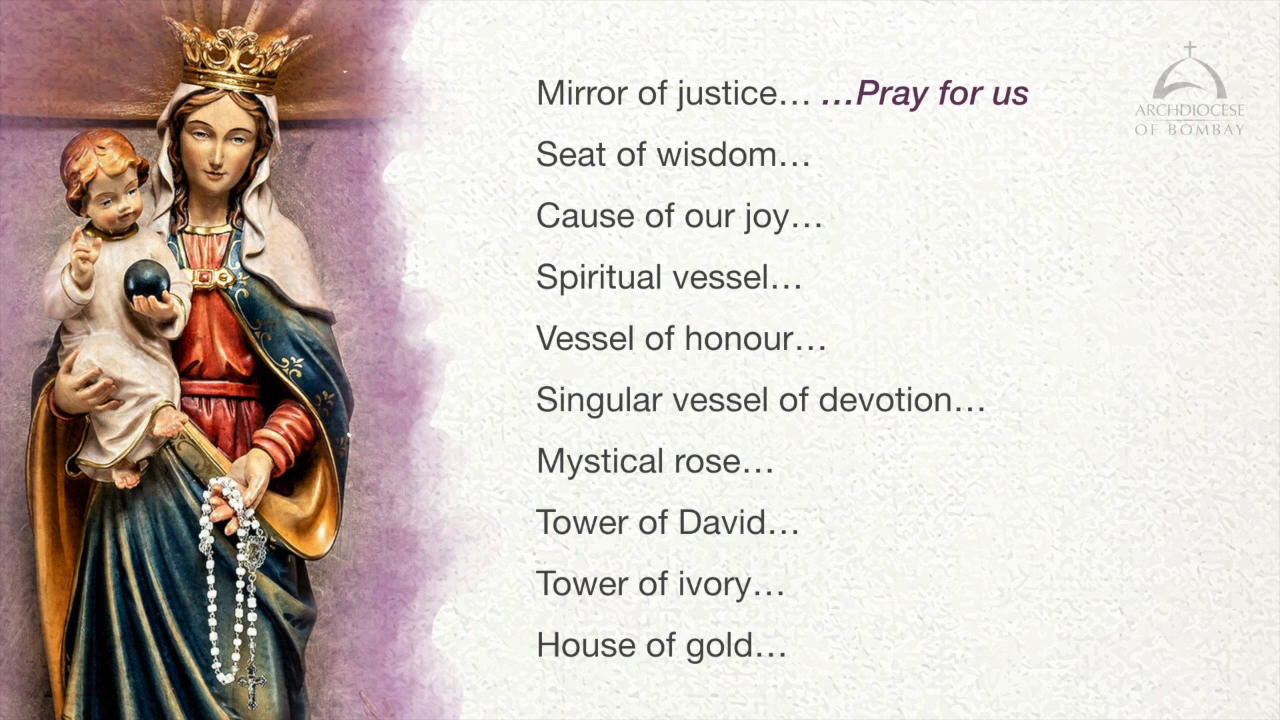 Mirror of justice… …Pray for us
Seat of wisdom…
Cause of our joy…
Spiritual vessel…
Vessel of honour…
Singular vessel of devotion…
Mystical rose…
Tower of David…
Tower of ivory…
House of gold…
ARCHDIOCESE
OF BOMBAY